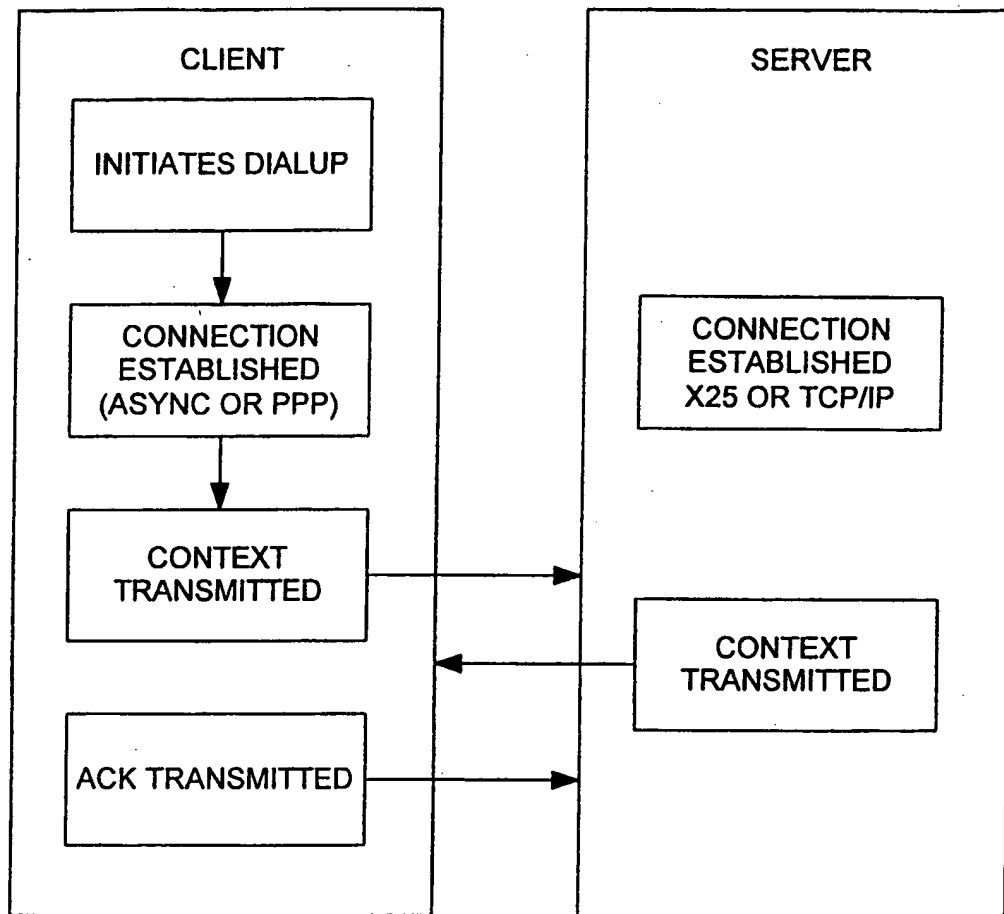 CLIENT
INITIATES DIALUP
CONNECTION
ESTABLISHED
(ASYNC OR PPP)
CONTEXT
TRANSMITTED
ACK TRANSMITTED
SERVER
CONNECTION
ESTABLISHED
X25 OR TCP/IP
CONTEXT
TRANSMITTED